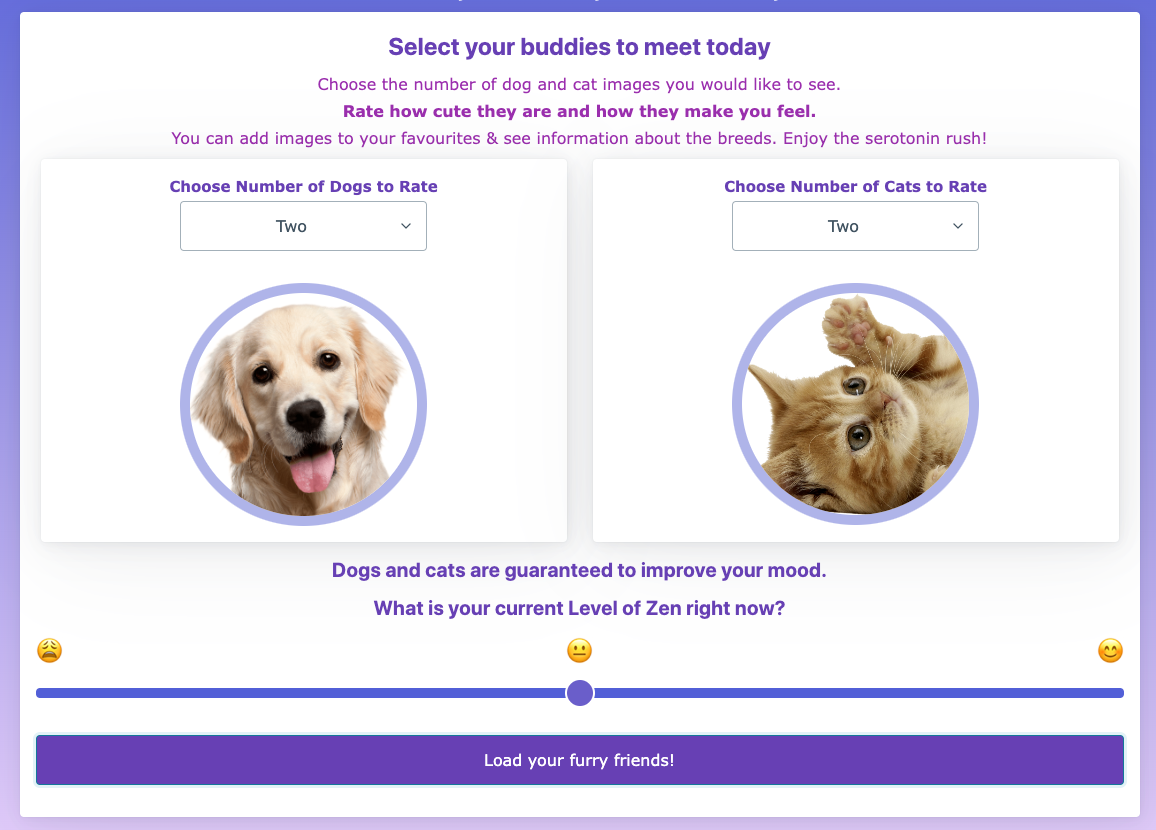 Select your buddies to meet today
Choose the number of dog and cat images you would like to see.
Rate how cute they are and how they make you feel.
You can add images to your favourites & see information about the breeds. Enjoy the serotonin rush!
Choose Number of Dogs to Rate
Two
Choose Number of Cats to Rate
Two
Dogs and cats are guaranteed to improve your mood.
What is your current Level of Zen right now?
Load your furry friends!